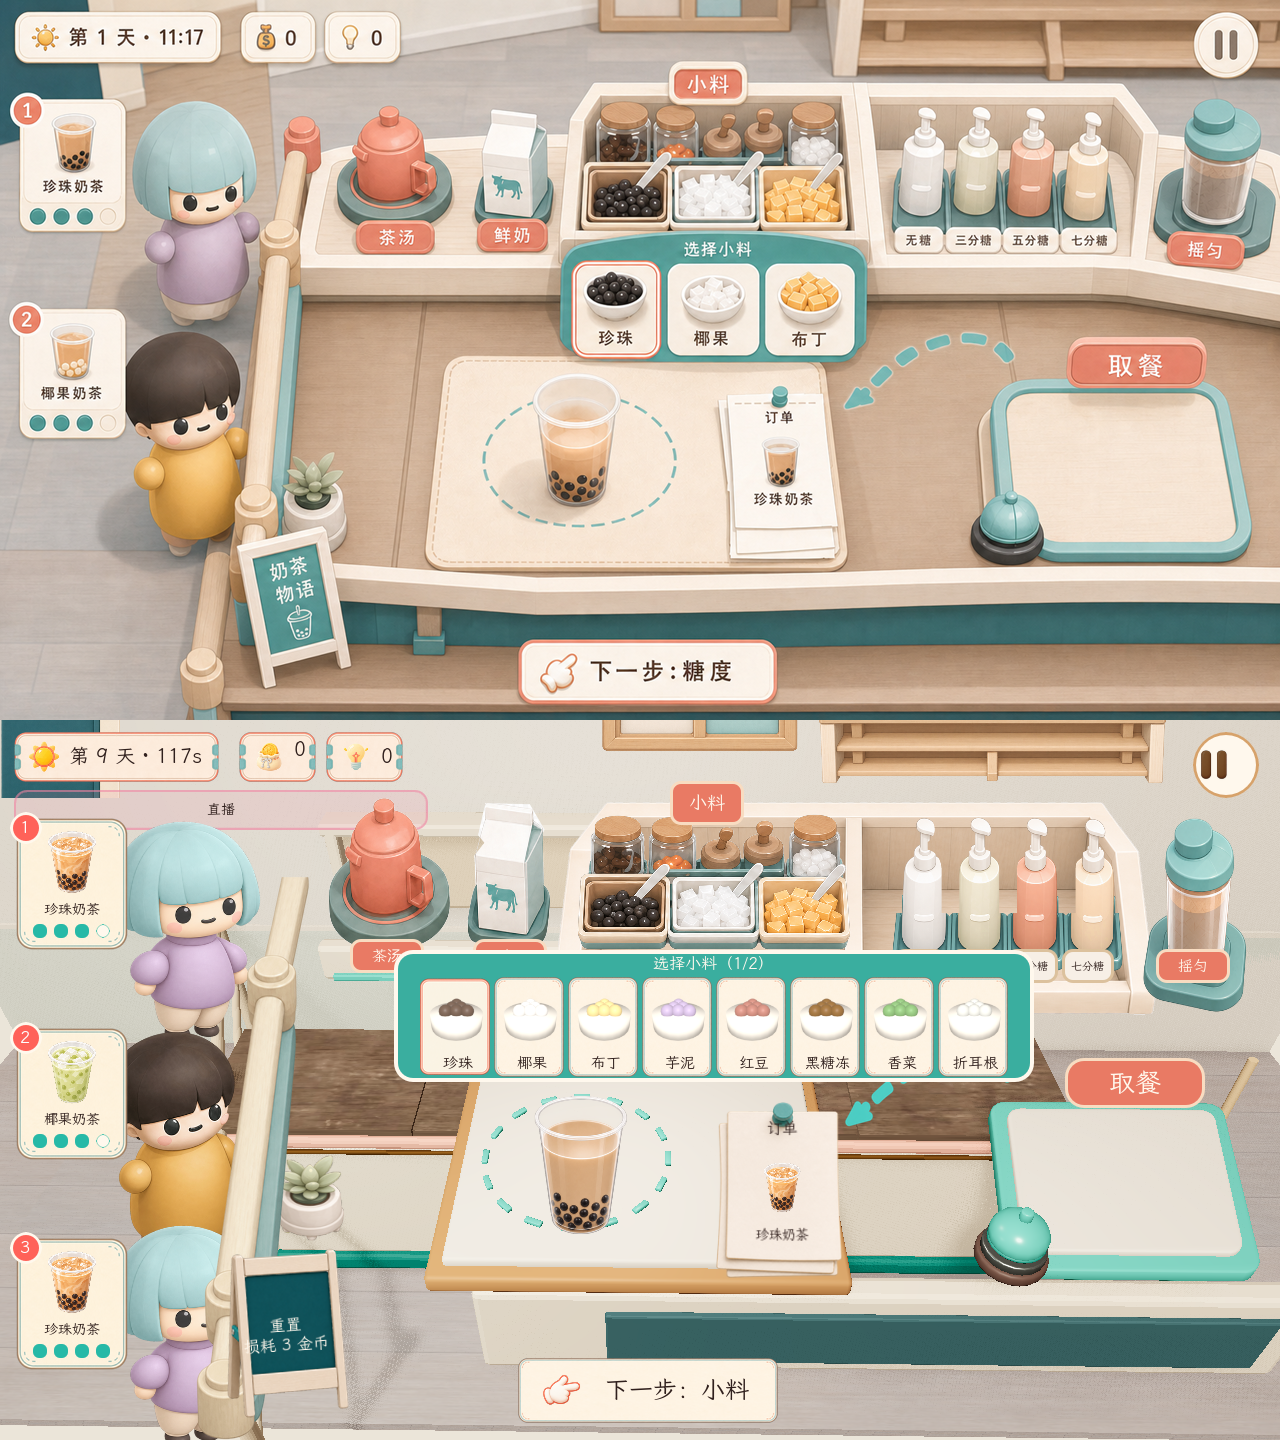 第 1 天 · 11:17
0
0
1
珍珠奶茶
2
椰果奶茶
小料
茶汤
鲜奶
无糖
三分糖
五分糖
七分糖
摇匀
选择小料
珍珠
椰果
布丁
取餐
订单
珍珠奶茶
奶茶
物语
下一步:糖度
第 9 天 · 117s
0
0
直播
1
珍珠奶茶
2
椰果奶茶
3
珍珠奶茶
小料
茶汤
糖
七分糖
摇匀
选择小料（1/2）
珍珠
椰果
布丁
芋泥
红豆
黑糖冻
香菜
折耳根
取餐
订单
珍珠奶茶
重置
损耗 3 金币
下一步：小料